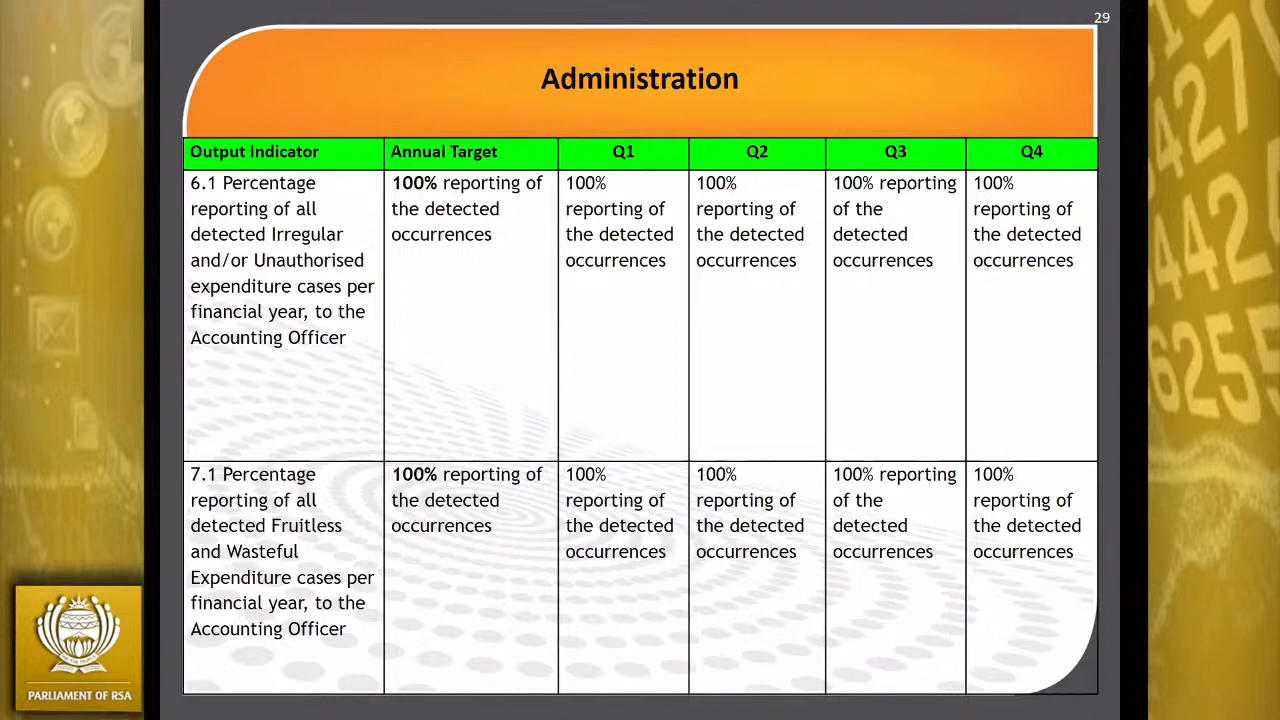 29
Administration
Output Indicator
Annual Target
Q1
Q2
Q3
Q4
6.1 Percentage
reporting of all
detected Irregular
and/or Unauthorised
expenditure cases per
financial year, to the
Accounting Officer
100% reporting of
the detected
occurrences
100%
reporting of
the detected
occurrences
100%
reporting of
the detected
occurrences
100% reporting
of the
detected
occurrences
100%
reporting of
the detected
occurrences
7.1 Percentage
reporting of all
detected Fruitless
and Wasteful
Expenditure cases per
financial year, to the
Accounting Officer
100% reporting of
the detected
occurrences
100%
reporting of
the detected
occurrences
100%
reporting of
the detected
occurrences
100% reporting
of the
detected
occurrences
100%
reporting of
the detected
occurrences
PARLIAMENT OF RSA